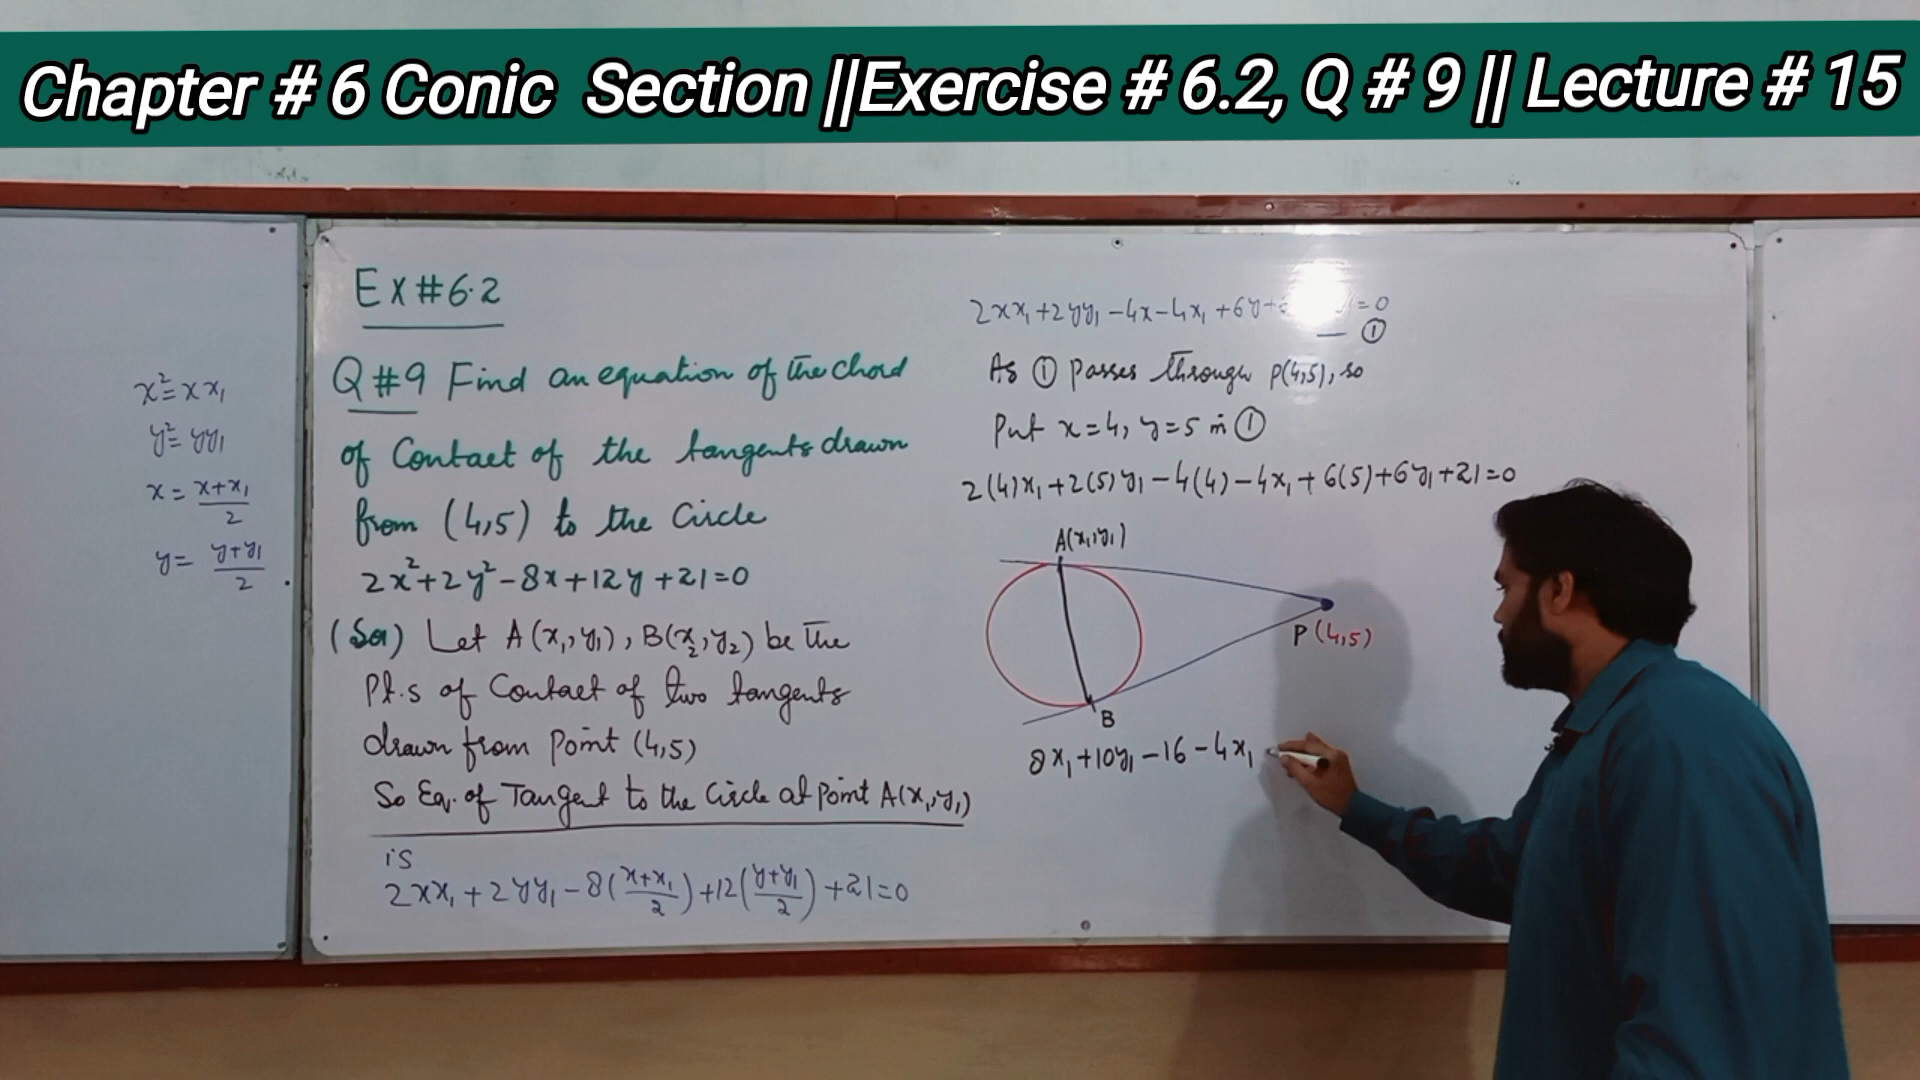 Chapter # 6 Conic Section ||Exercise # 6.2, Q # 9 || Lecture # 15
x² = xx₁
y² = yy₁
x = (x+x₁)/2
y = (y+y₁)/2 .
Ex#6.2
Q#9 Find an equation of the chord
of Contact of the tangents drawn
from (4,5) to the Circle
2x²+2y²-8x+12y+21=0
(Sol) Let A(x₁,y₁), B(x₂,y₂) be the
Pt.s of Contact of two tangents
drawn from Point (4,5)
So Eq. of Tangent to the Circle at point A(x₁,y₁)
is
2xx₁+2yy₁-8((x+x₁)/2)+12((y+y₁)/2)+21=0
2xx₁+2yy₁-4x-4x₁+6y+ =0
— ①
As ① passes through P(4,5), so
Put x=4, y=5 in ①
2(4)x₁+2(5)y₁-4(4)-4x₁+6(5)+6y₁+21=0
A(x₁,y₁)
P(4,5)
B
8x₁+10y₁-16-4x₁